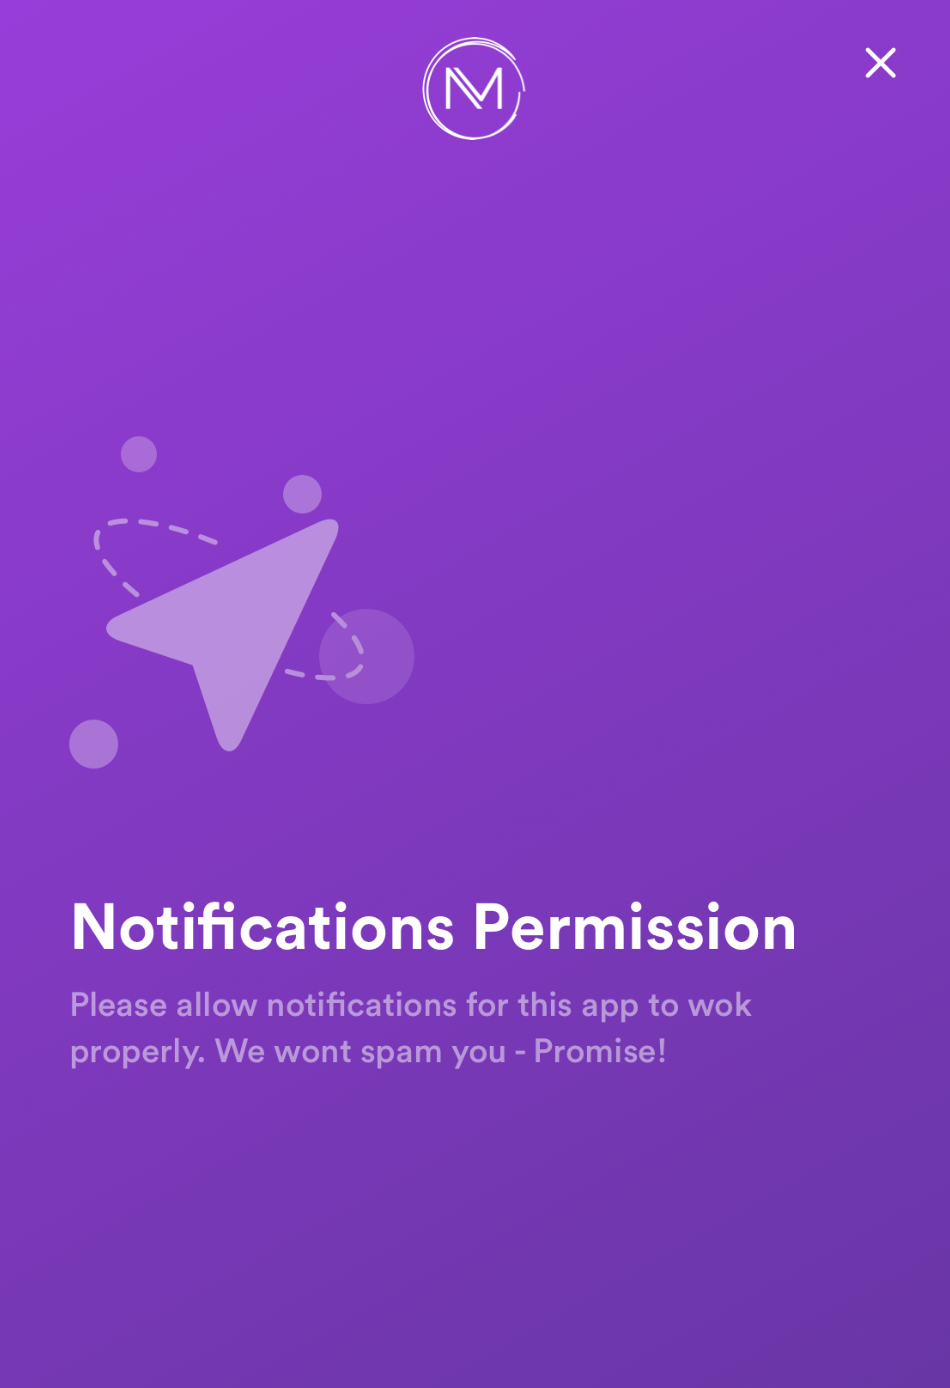 M
Notifications Permission
Please allow notifications for this app to wok
properly. We wont spam you - Promise!